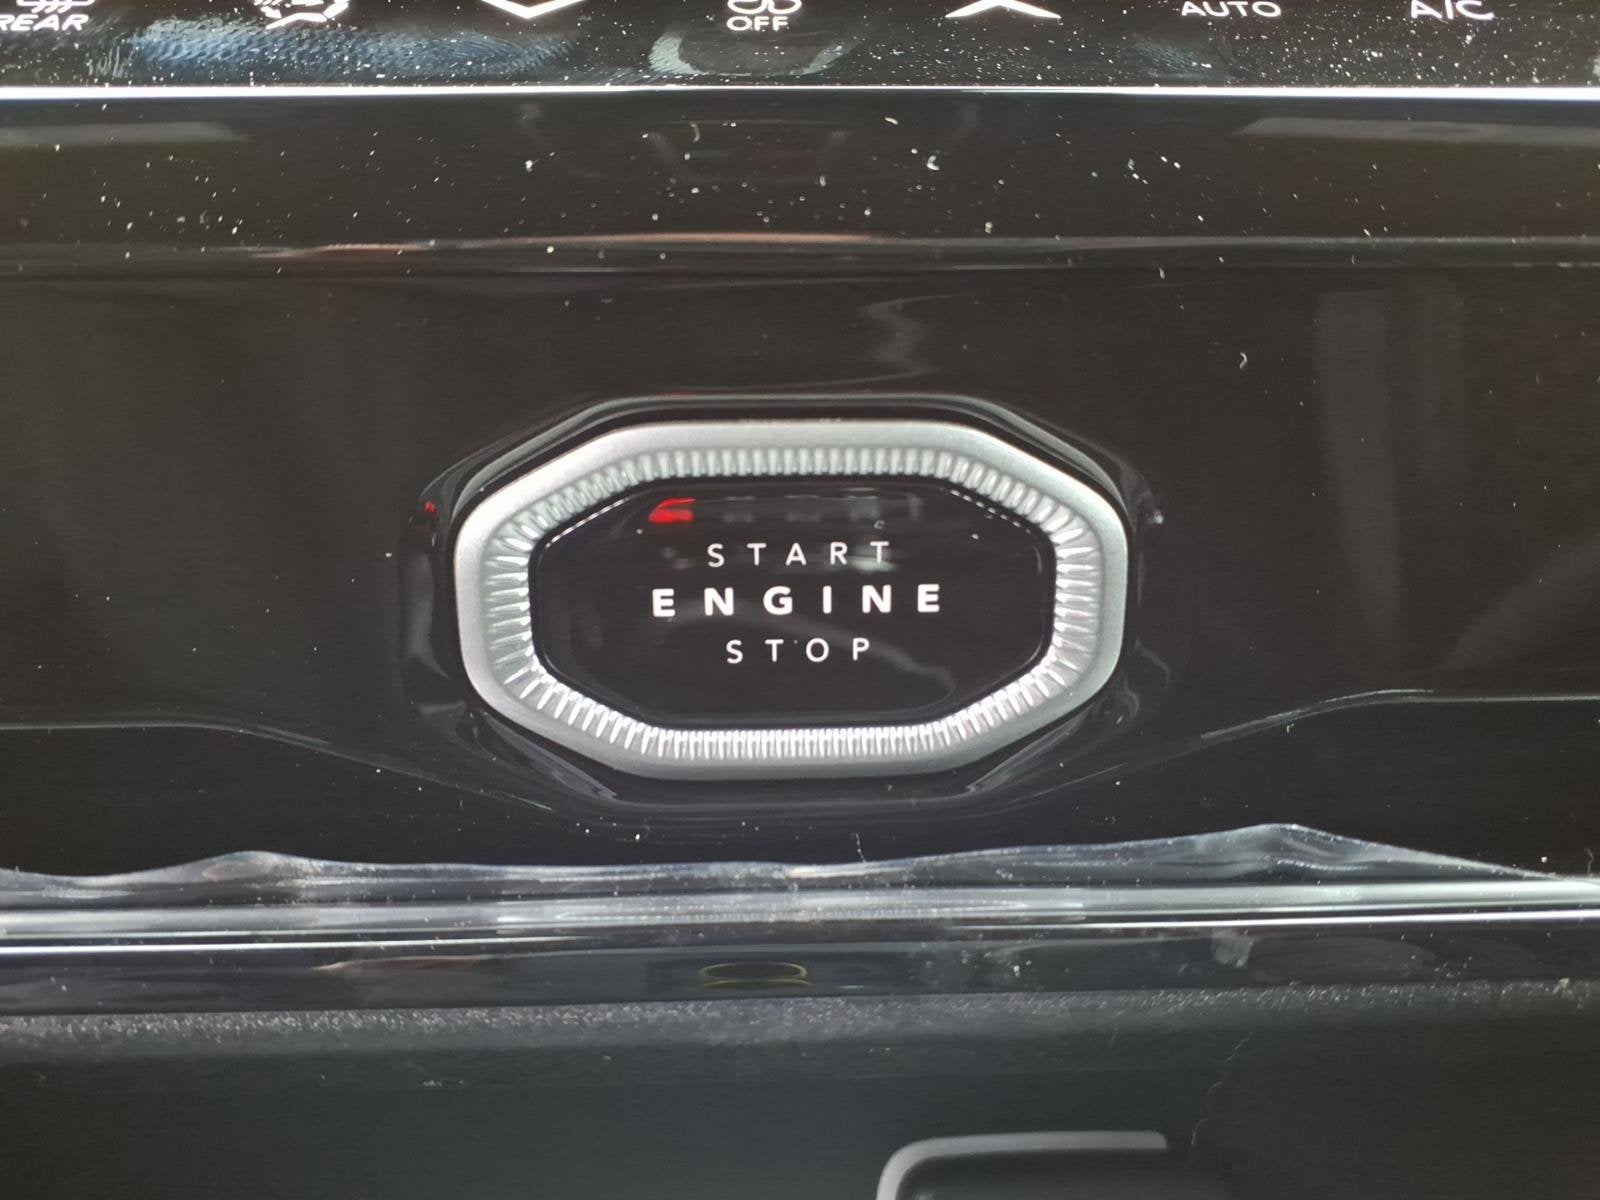 REAR OFF AUTO A/C
START
ENGINE
STOP